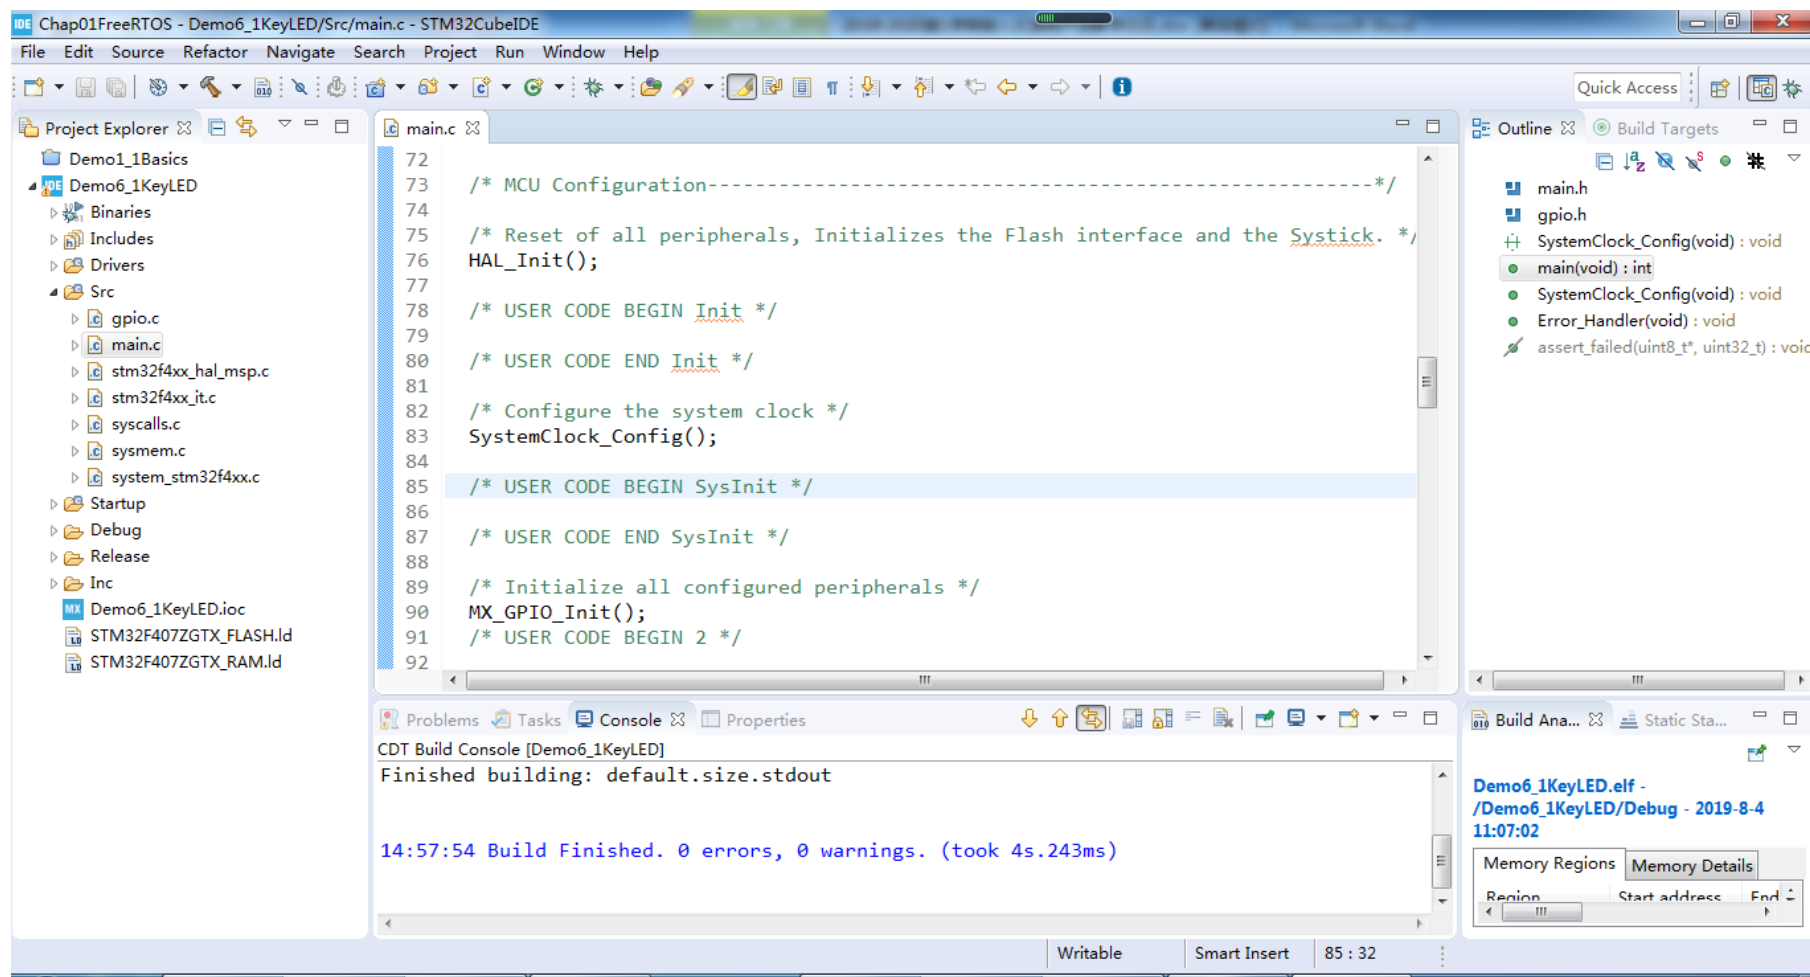 Chap01FreeRTOS - Demo6_1KeyLED/Src/main.c - STM32CubeIDE
File Edit Source Refactor Navigate Search Project Run Window Help
Quick Access
Project Explorer
Demo1_1Basics
Demo6_1KeyLED
Binaries
Includes
Drivers
Src
gpio.c
main.c
stm32f4xx_hal_msp.c
stm32f4xx_it.c
syscalls.c
sysmem.c
system_stm32f4xx.c
Startup
Debug
Release
Inc
Demo6_1KeyLED.ioc
STM32F407ZGTX_FLASH.ld
STM32F407ZGTX_RAM.ld
main.c
72
73 /* MCU Configuration--------------------------------------------------------*/
74
75 /* Reset of all peripherals, Initializes the Flash interface and the Systick. */
76 HAL_Init();
77
78 /* USER CODE BEGIN Init */
79
80 /* USER CODE END Init */
81
82 /* Configure the system clock */
83 SystemClock_Config();
84
85 /* USER CODE BEGIN SysInit */
86
87 /* USER CODE END SysInit */
88
89 /* Initialize all configured peripherals */
90 MX_GPIO_Init();
91 /* USER CODE BEGIN 2 */
92
Outline Build Targets
main.h
gpio.h
SystemClock_Config(void) : void
main(void) : int
SystemClock_Config(void) : void
Error_Handler(void) : void
assert_failed(uint8_t*, uint32_t) : voic
Problems Tasks Console Properties
CDT Build Console [Demo6_1KeyLED]
Finished building: default.size.stdout
14:57:54 Build Finished. 0 errors, 0 warnings. (took 4s.243ms)
Build Ana... Static Sta...
Demo6_1KeyLED.elf -
/Demo6_1KeyLED/Debug - 2019-8-4
11:07:02
Memory Regions Memory Details
Region Start address End
Writable Smart Insert 85 : 32